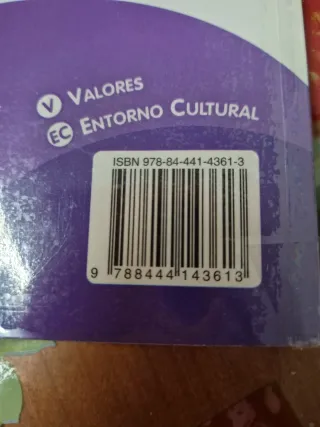 V VALORES
EC ENTORNO CULTURAL
ISBN 978-84-441-4361-3
9 788444 143613